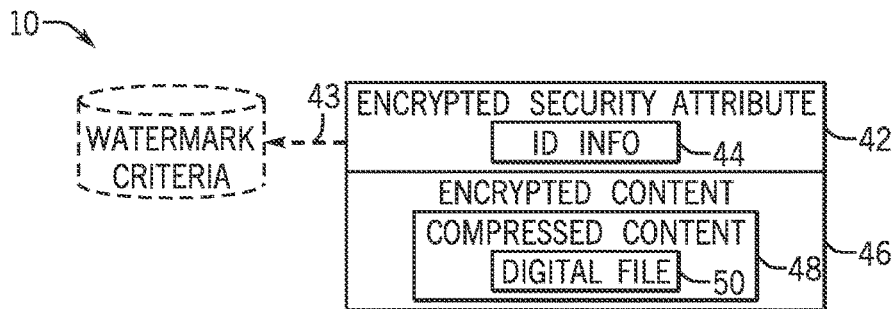 10
43
ENCRYPTED SECURITY ATTRIBUTE
42
WATERMARK
CRITERIA
ID INFO
44
ENCRYPTED CONTENT
COMPRESSED CONTENT
46
48
DIGITAL FILE
50